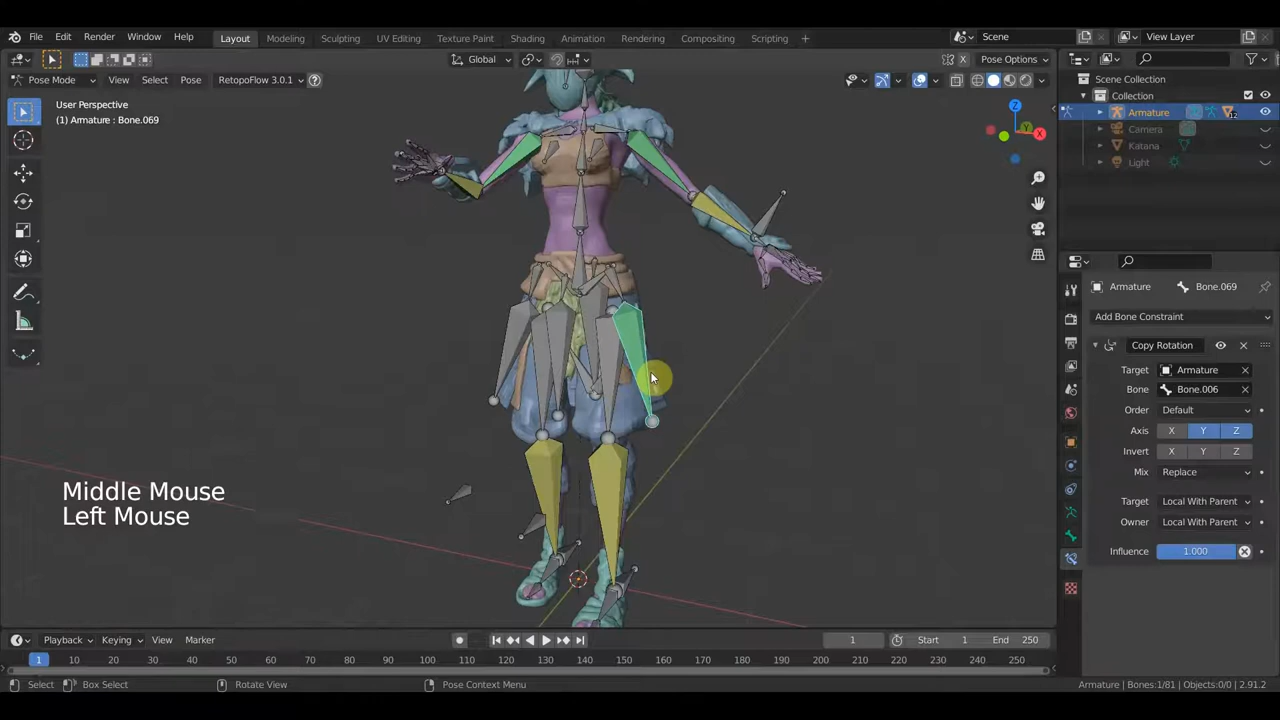 File Edit Render Window Help Layout Modeling Sculpting UV Editing Texture Paint Shading Animation Rendering Compositing Scripting + Scene View Layer
Global Pose Options
Pose Mode View Select Pose RetopoFlow 3.0.1
User Perspective
(1) Armature : Bone.069
Z
Y
X
Scene Collection
Collection
Armature 12
Camera
Katana
Light
Armature Bone.069
Add Bone Constraint
Copy Rotation
Target Armature
Bone Bone.006
Order Default
Axis X Y Z
Invert X Y Z
Mix Replace
Target Local With Parent
Owner Local With Parent
Influence 1.000
Middle Mouse
Left Mouse
Playback Keying View Marker 1 Start 1 End 250
1 10 20 30 40 50 60 70 80 90 100 110 120 130 140 150 160 170 180 190 200 210 220 230 240 250
Select Box Select Rotate View Pose Context Menu Armature | Bones:1/81 | Objects:0/0 | 2.91.2